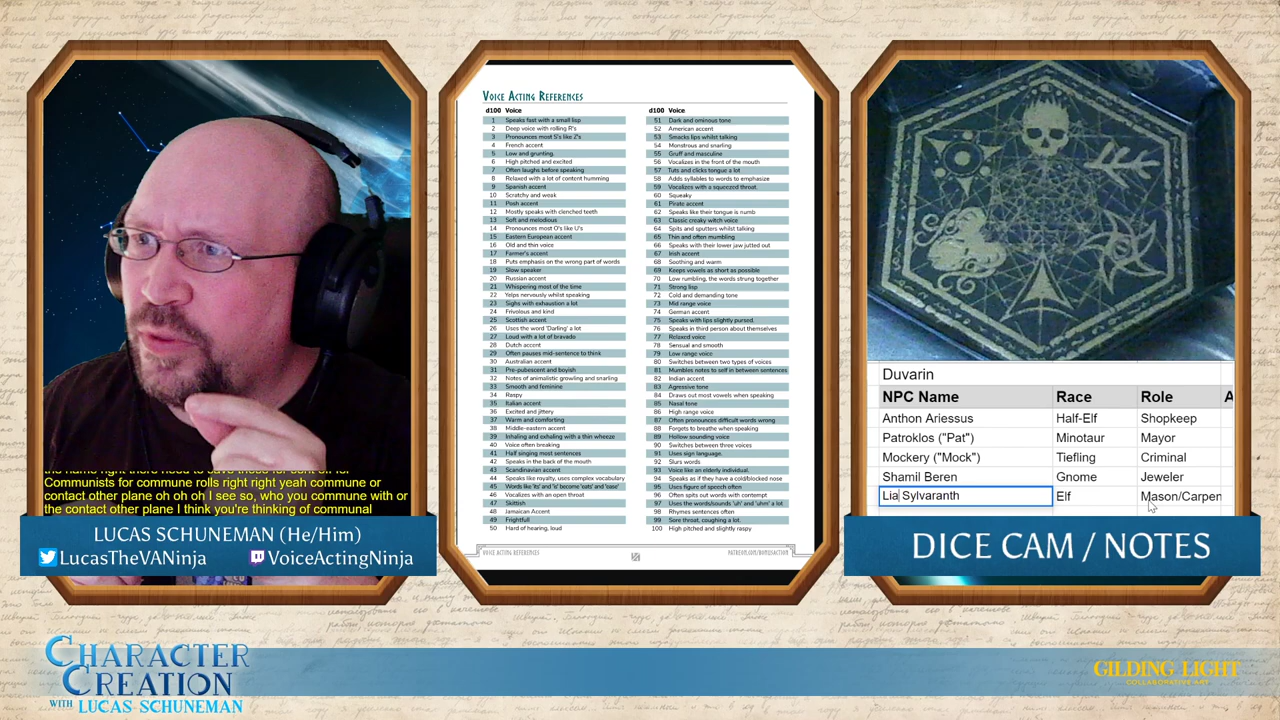 Communists for commune rolls right right yeah commune or
contact other plane oh oh oh I see so, who you commune with or
the contact other plane I think you're thinking of communal
LUCAS SCHUNEMAN (He/Him)
LucasTheVANinja VoiceActingNinja
VOICE ACTING REFERENCES
d100 Voice
1 Speaks fast with a small lisp
2 Deep voice with rolling R's
3 Pronounces most S's like Z's
4 French accent
5 Low and grunting.
6 High pitched and excited
7 Often laughs before speaking
8 Relaxed with a lot of content humming
9 Spanish accent
10 Scratchy and weak
11 Posh accent
12 Mostly speaks with clenched teeth
13 Soft and melodious
14 Pronounces most O's like U's
15 Eastern European accent
16 Old and thin voice
17 Farmer's accent
18 Puts emphasis on the wrong part of words
19 Slow speaker
20 Russian accent
21 Whispering most of the time
22 Yelps nervously whilst speaking
23 Sighs with exhaustion a lot
24 Frivolous and kind
25 Scottish accent
26 Uses the word 'Darling' a lot
27 Loud with a lot of bravado
28 Dutch accent
29 Often pauses mid-sentence to think
30 Australian accent
31 Pre-pubescent and boyish
32 Notes of animalistic growling and snarling
33 Smooth and feminine
34 Raspy
35 Italian accent
36 Excited and jittery
37 Warm and comforting
38 Middle-eastern accent
39 Inhaling and exhaling with a thin wheeze
40 Voice often breaking
41 Half singing most sentences
42 Speaks in the back of the mouth
43 Scandinavian accent
44 Speaks like royalty, uses complex vocabulary
45 Words like 'its' and 'is' become 'eats' and 'ease'
46 Vocalizes with an open throat
47 Skittish
48 Jamaican Accent
49 Frightfull
50 Hard of hearing, loud
d100 Voice
51 Dark and ominous tone
52 American accent
53 Smacks lips whilst talking
54 Monstrous and snarling
55 Gruff and masculine
56 Vocalizes in the front of the mouth
57 Tuts and clicks tongue a lot
58 Adds syllables to words to emphasize
59 Vocalizes with a squeezed throat.
60 Squeaky
61 Pirate accent
62 Speaks like their tongue is numb
63 Classic creaky witch voice
64 Spits and sputters whilst talking
65 Thin and often mumbling
66 Speaks with their lower jaw jutted out
67 Irish accent
68 Soothing and warm
69 Keeps vowels as short as possible
70 Low rumbling, the words strung together
71 Strong lisp
72 Cold and demanding tone
73 Mid range voice
74 German accent
75 Speaks with lips slightly pursed.
76 Speaks in third person about themselves
77 Relaxed voice
78 Sensual and smooth
79 Low range voice
80 Switches between two types of voices
81 Mumbles notes to self in between sentences
82 Indian accent
83 Agressive tone
84 Draws out most vowels when speaking
85 Nasal tone
86 High range voice
87 Often pronounces difficult words wrong
88 Forgets to breathe when speaking
89 Hollow sounding voice
90 Switches between three voices
91 Uses sign language.
92 Slurs words
93 Voice like an elderly individual.
94 Speaks as if they have a cold/blocked nose
95 Uses figure of speech often
96 Often spits out words with contempt
97 Uses the words/sounds 'uh' and 'uhm' a lot
98 Rhymes sentences often
99 Sore throat, coughing a lot.
100 High pitched and slightly raspy
VOICE ACTING REFERENCES
PATREON.COM/BONUSACTION
Duvarin
NPC Name Race Role A
Anthon Ariessus Half-Elf Shopkeep
Patroklos ("Pat") Minotaur Mayor
Mockery ("Mock") Tiefling Criminal
Shamil Beren Gnome Jeweler
Lia Sylvaranth Elf Mason/Carpen
DICE CAM / NOTES
CHARACTER
CREATION
WITH LUCAS SCHUNEMAN
GILDING LIGHT
COLLABORATIVE ART